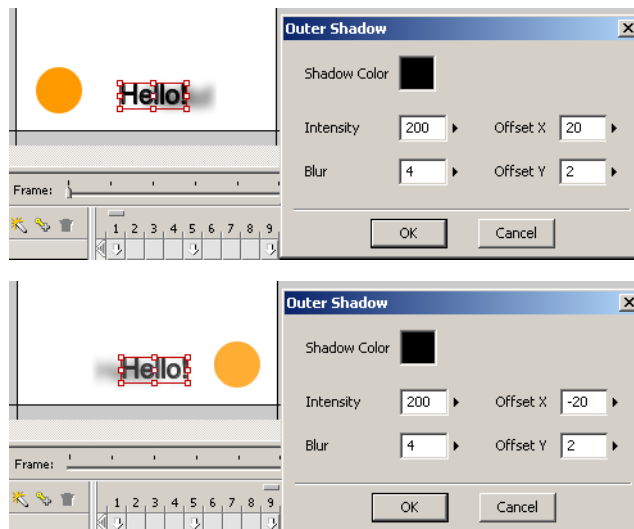 Outer Shadow
Shadow Color
Hello!
Intensity 200 Offset X 20
Blur 4 Offset Y 2
Frame:
OK Cancel
1 2 3 4 5 6 7 8 9
Outer Shadow
Shadow Color
Hello!
Intensity 200 Offset X -20
Blur 4 Offset Y 2
Frame:
OK Cancel
1 2 3 4 5 6 7 8 9